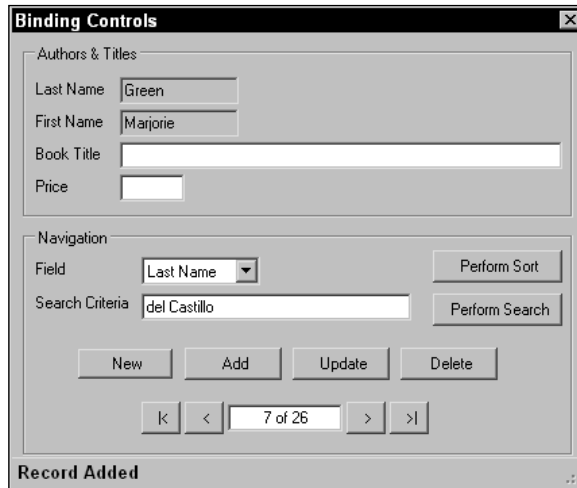 Binding Controls
Authors & Titles
Last Name Green
First Name Marjorie
Book Title
Price
Navigation
Field Last Name Perform Sort
Search Criteria del Castillo Perform Search
New Add Update Delete
|< < 7 of 26 > >|
Record Added